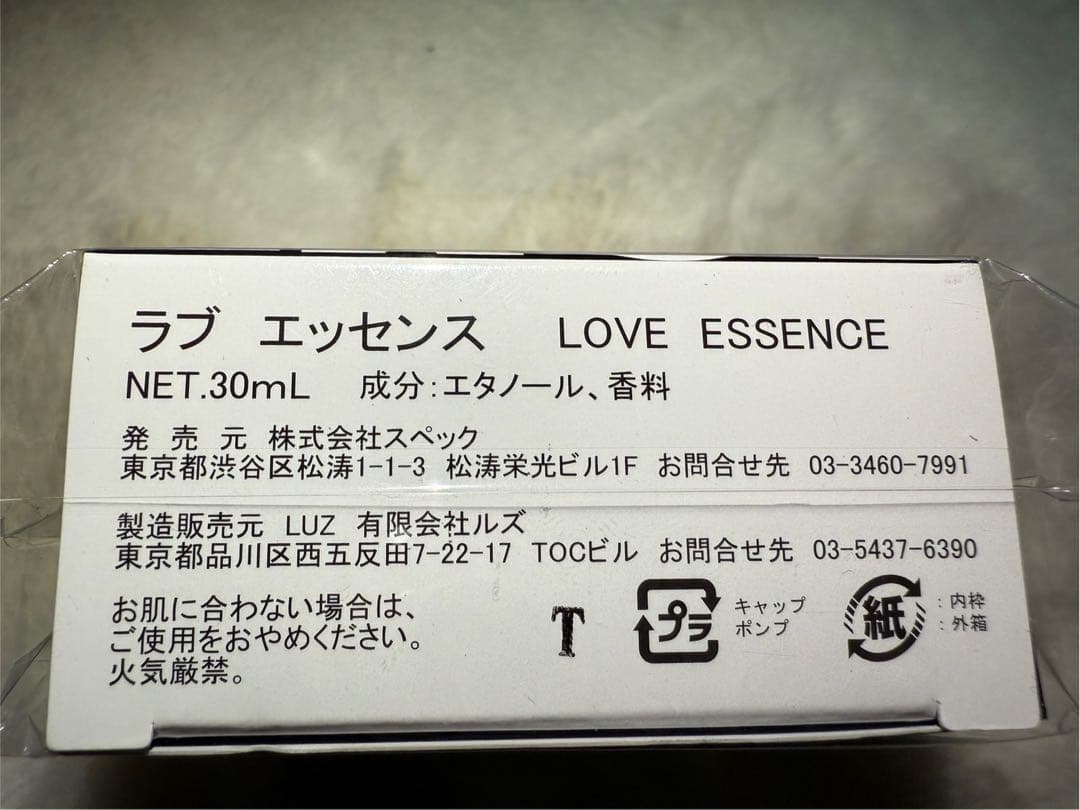 ラブ エッセンス LOVE ESSENCE
NET.30mL 成分:エタノール、香料
発売元 株式会社スペック
東京都渋谷区松涛1-1-3 松涛栄光ビル1F お問合せ先 03-3460-7991
製造販売元 LUZ 有限会社ルズ
東京都品川区西五反田7-22-17 TOCビル お問合せ先 03-5437-6390
お肌に合わない場合は、
ご使用をおやめください。
火気厳禁。
T
プラ
キャップ
ポンプ
紙
:内枠
:外箱